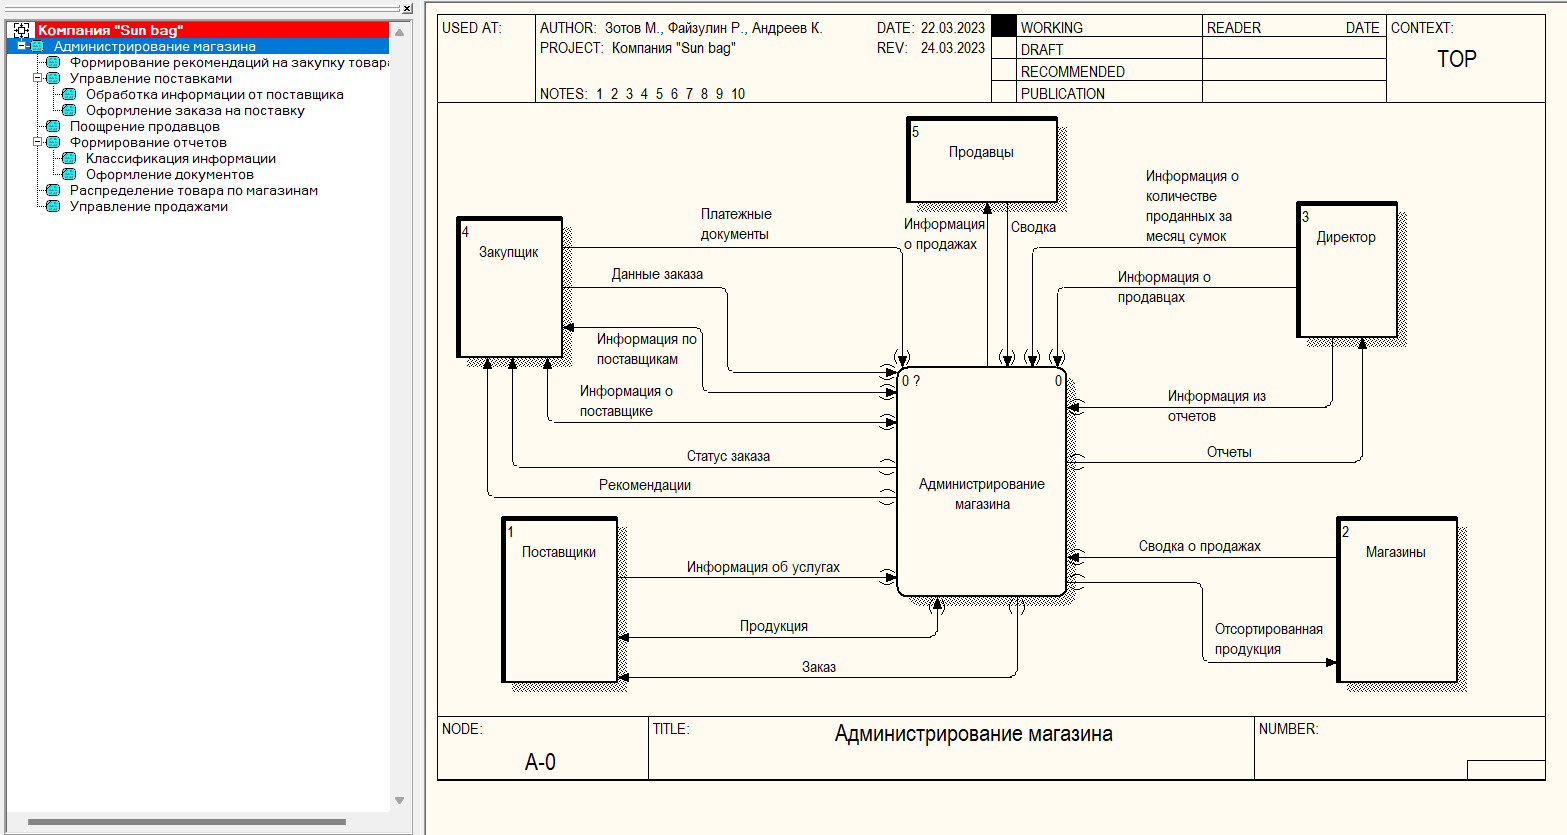 Компания "Sun bag"
Администрирование магазина
Формирование рекомендаций на закупку товар
Управление поставками
Обработка информации от поставщика
Оформление заказа на поставку
Поощрение продавцов
Формирование отчетов
Классификация информации
Оформление документов
Распределение товара по магазинам
Управление продажами
USED AT:
AUTHOR: Зотов М., Файзулин Р., Андреев К.
DATE: 22.03.2023
PROJECT: Компания "Sun bag"
REV: 24.03.2023
NOTES: 1 2 3 4 5 6 7 8 9 10
WORKING
DRAFT
RECOMMENDED
PUBLICATION
READER DATE
CONTEXT:
TOP
5
Продавцы
Информация о
количестве
проданных за
месяц сумок
3
Директор
Платежные
документы
Информация
о продажах
Сводка
4
Закупщик
Данные заказа
Информация о
продавцах
Информация по
поставщикам
0 ? 0
Информация о
поставщике
Информация из
отчетов
Статус заказа
Отчеты
Рекомендации
Администрирование
магазина
1
Поставщики
Сводка о продажах
2
Магазины
Информация об услугах
Продукция
Отсортированная
продукция
Заказ
NODE:
A-0
TITLE:
Администрирование магазина
NUMBER: